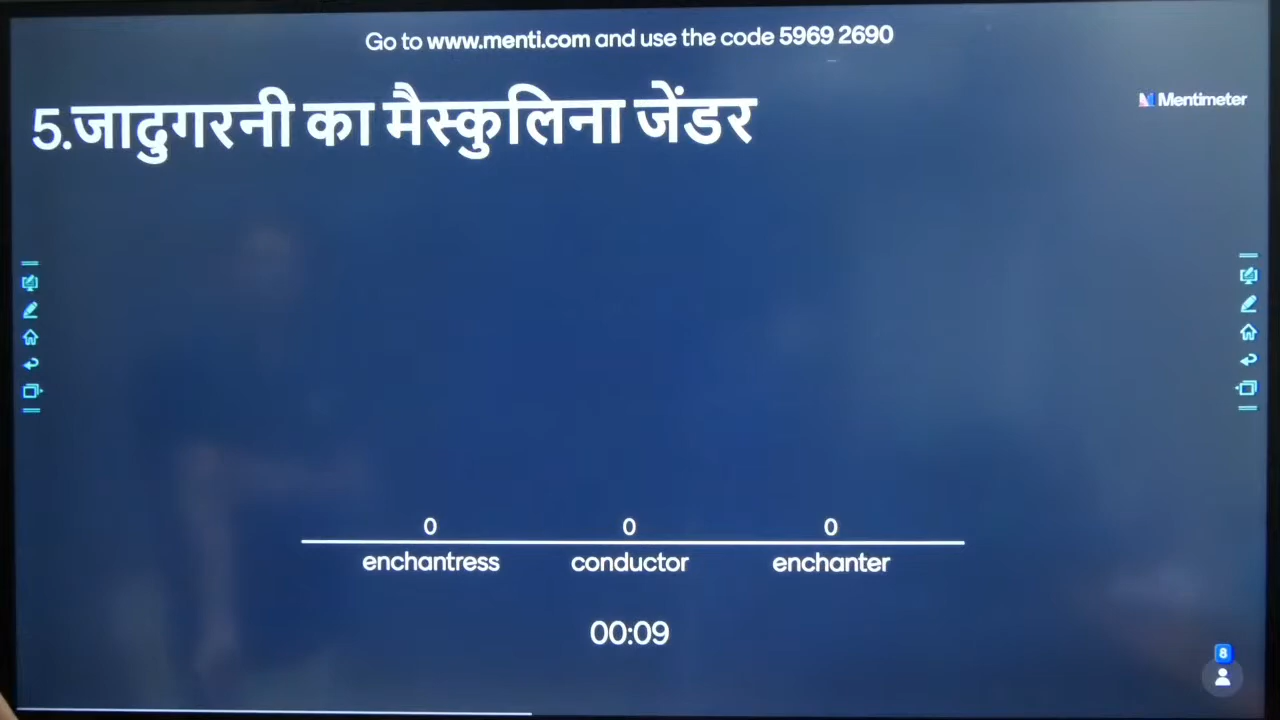 Go to www.menti.com and use the code 5969 2690
Mentimeter
5.जादुगरनी का मैस्कुलिना जेंडर
0 0 0
enchantress conductor enchanter
00:09
8